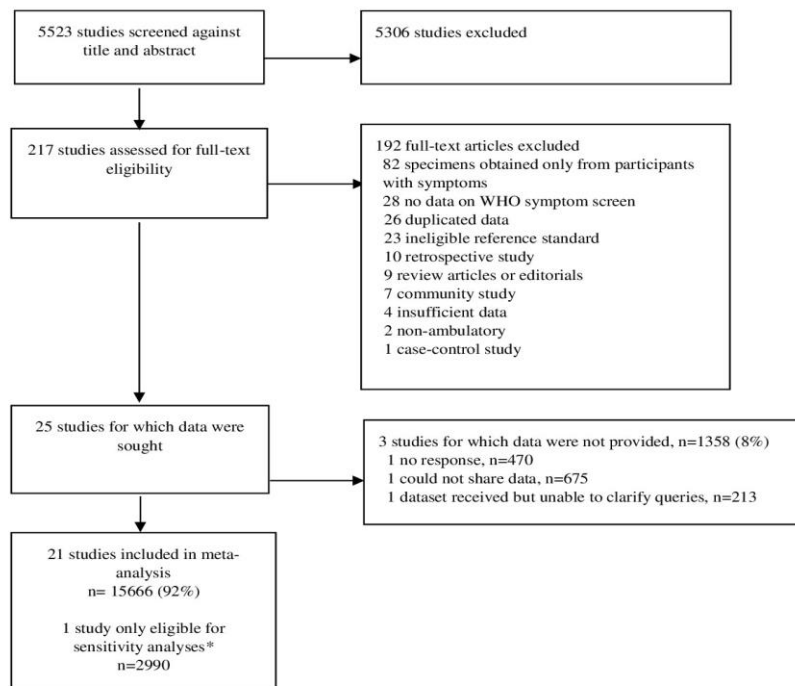 5523 studies screened against
title and abstract
5306 studies excluded
217 studies assessed for full-text
eligibility
192 full-text articles excluded
82 specimens obtained only from participants
with symptoms
28 no data on WHO symptom screen
26 duplicated data
23 ineligible reference standard
10 retrospective study
9 review articles or editorials
7 community study
4 insufficient data
2 non-ambulatory
1 case-control study
25 studies for which data were
sought
3 studies for which data were not provided, n=1358 (8%)
1 no response, n=470
1 could not share data, n=675
1 dataset received but unable to clarify queries, n=213
21 studies included in meta-
analysis
n= 15666 (92%)
1 study only eligible for
sensitivity analyses*
n=2990